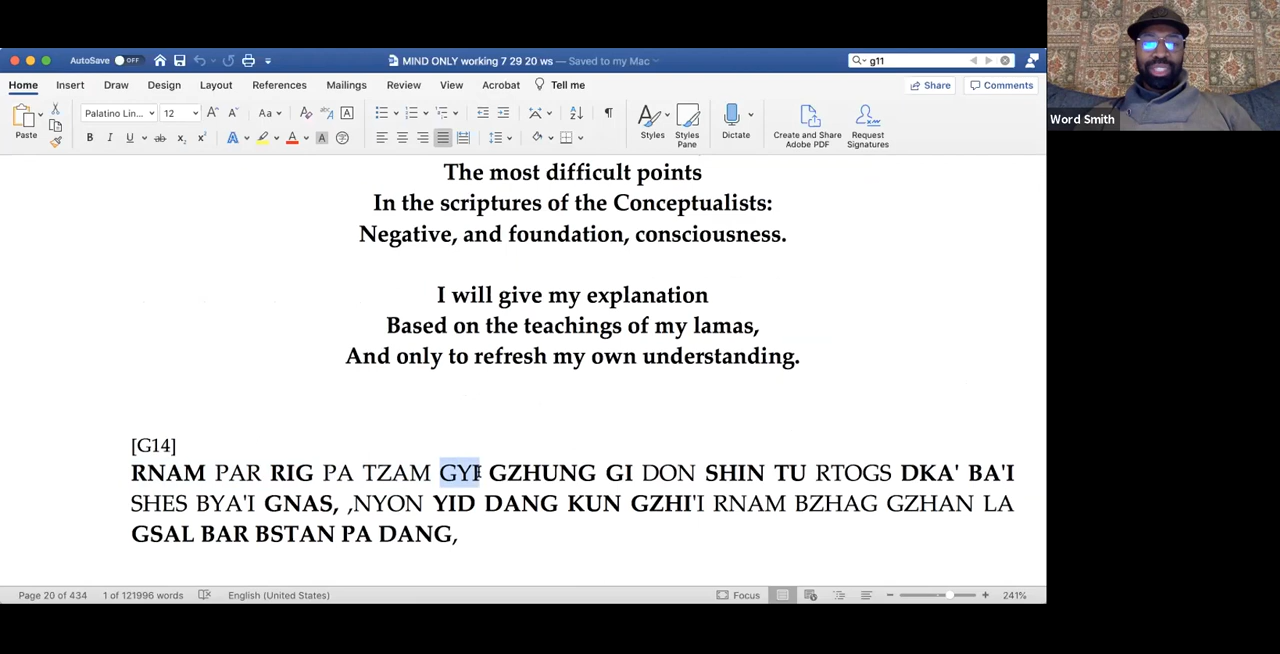 AutoSave OFF MIND ONLY working 7 29 20 ws — Saved to my Mac g11
Home Insert Draw Design Layout References Mailings Review View Acrobat Tell me Share Comments
Paste Palatino Lin... 12 Styles Styles Pane Dictate Create and Share Adobe PDF Request Signatures
Word Smith
The most difficult points
In the scriptures of the Conceptualists:
Negative, and foundation, consciousness.
I will give my explanation
Based on the teachings of my lamas,
And only to refresh my own understanding.
[G14]
RNAM PAR RIG PA TZAM GYI GZHUNG GI DON SHIN TU RTOGS DKA' BA'I
SHES BYA'I GNAS, ,NYON YID DANG KUN GZHI'I RNAM BZHAG GZHAN LA
GSAL BAR BSTAN PA DANG,
Page 20 of 434 1 of 121996 words English (United States) Focus 241%